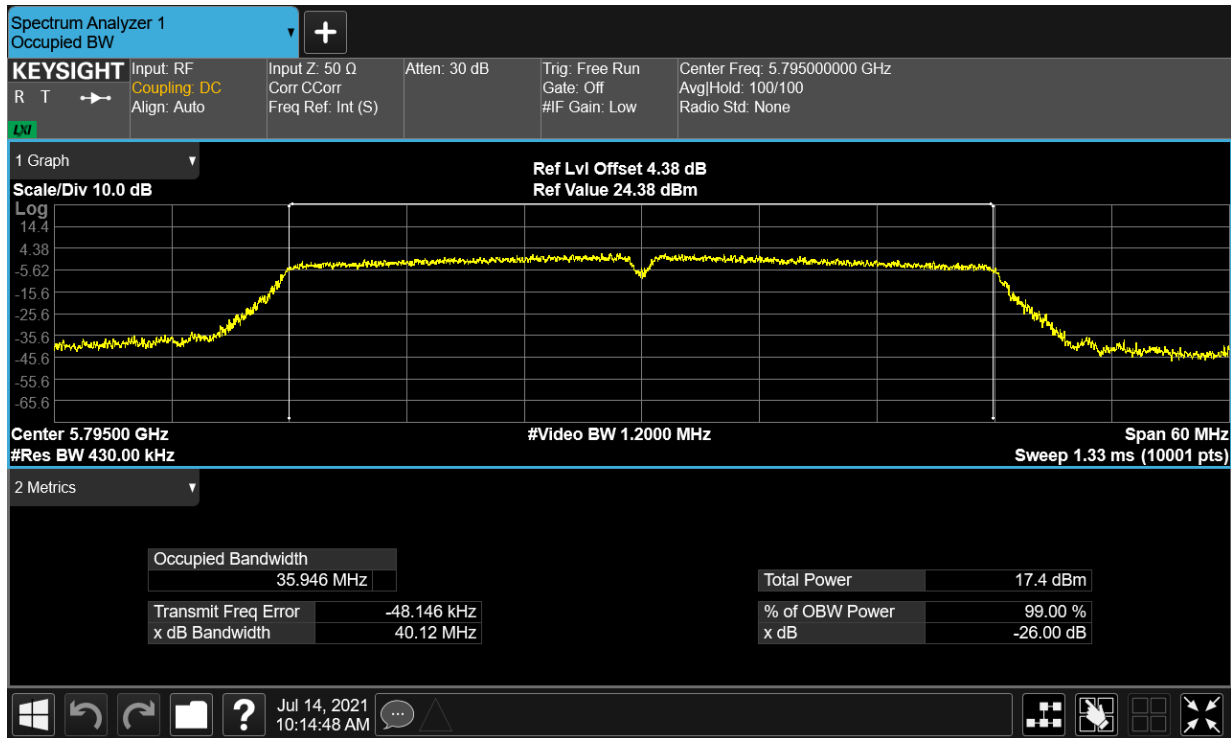 Spectrum Analyzer 1
Occupied BW
KEYSIGHT
R T
LXI
Input: RF
Coupling: DC
Align: Auto
Input Z: 50 Ω
Corr CCorr
Freq Ref: Int (S)
Atten: 30 dB
Trig: Free Run
Gate: Off
#IF Gain: Low
Center Freq: 5.795000000 GHz
Avg|Hold: 100/100
Radio Std: None
1 Graph
Scale/Div 10.0 dB
Ref Lvl Offset 4.38 dB
Ref Value 24.38 dBm
Log
14.4
4.38
-5.62
-15.6
-25.6
-35.6
-45.6
-55.6
-65.6
Center 5.79500 GHz
#Res BW 430.00 kHz
#Video BW 1.2000 MHz
Span 60 MHz
Sweep 1.33 ms (10001 pts)
2 Metrics
Occupied Bandwidth
35.946 MHz
Transmit Freq Error -48.146 kHz
x dB Bandwidth 40.12 MHz
Total Power 17.4 dBm
% of OBW Power 99.00 %
x dB -26.00 dB
?
Jul 14, 2021
10:14:48 AM